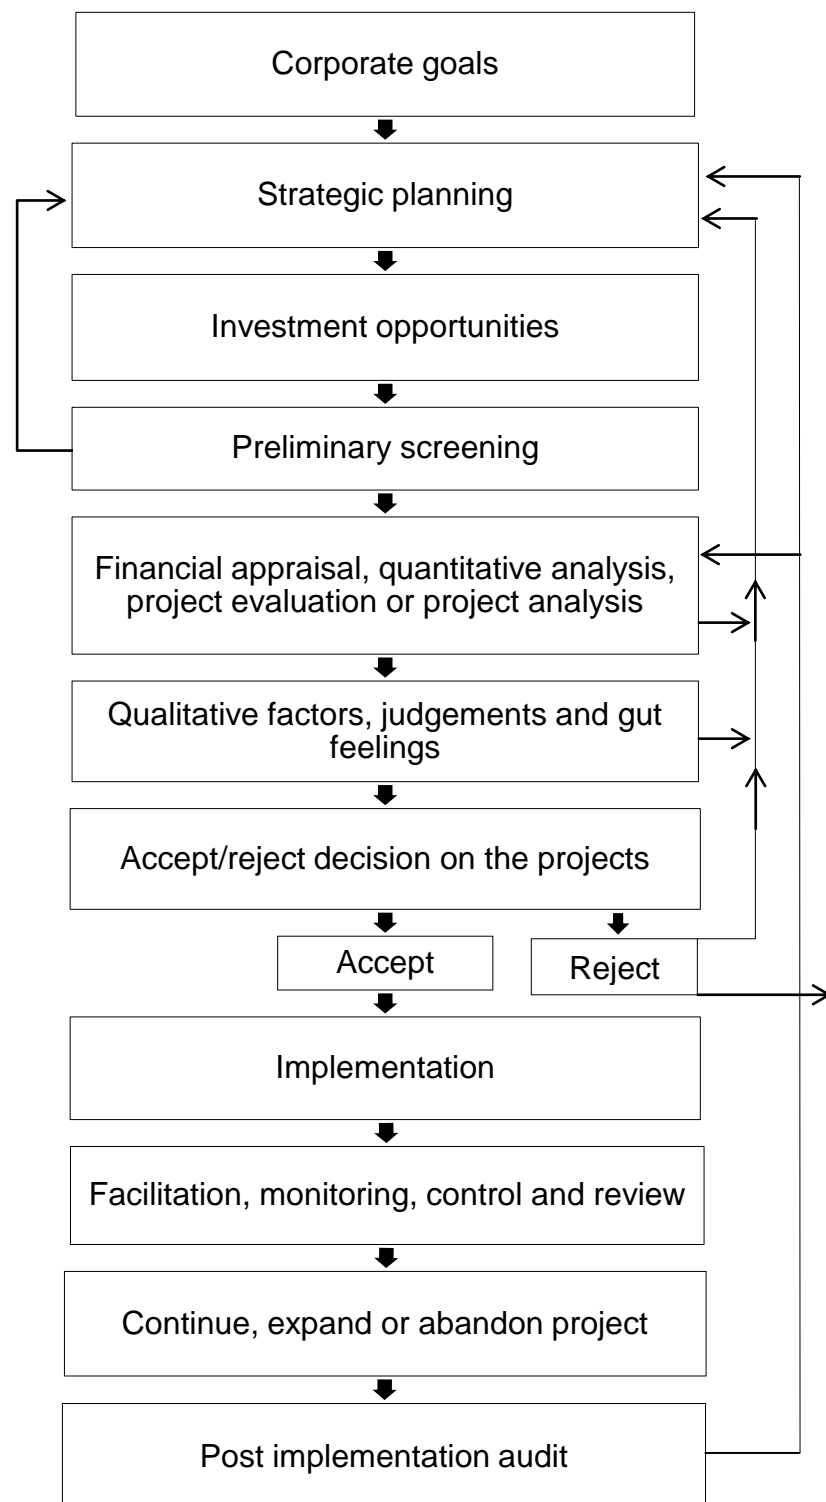 Corporate goals
Strategic planning
Investment opportunities
Preliminary screening
Financial appraisal, quantitative analysis,
project evaluation or project analysis
Qualitative factors, judgements and gut
feelings
Accept/reject decision on the projects
Accept
Reject
Implementation
Facilitation, monitoring, control and review
Continue, expand or abandon project
Post implementation audit